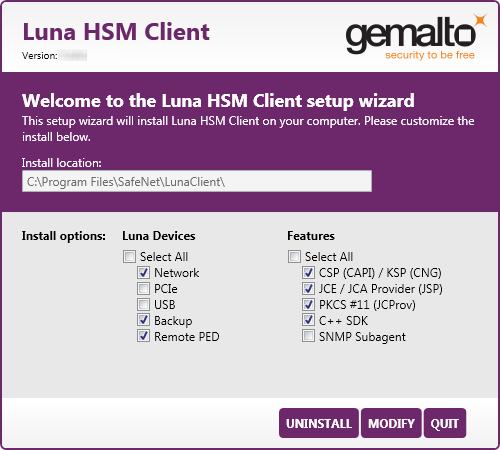 Luna HSM Client
Version:
gemalto
security to be free
Welcome to the Luna HSM Client setup wizard
This setup wizard will install Luna HSM Client on your computer. Please customize the
install below.
Install location:
C:\Program Files\SafeNet\LunaClient\
Install options:
Luna Devices
Select All
Network
PCIe
USB
Backup
Remote PED
Features
Select All
CSP (CAPI) / KSP (CNG)
JCE / JCA Provider (JSP)
PKCS #11 (JCProv)
C++ SDK
SNMP Subagent
UNINSTALL
MODIFY
QUIT